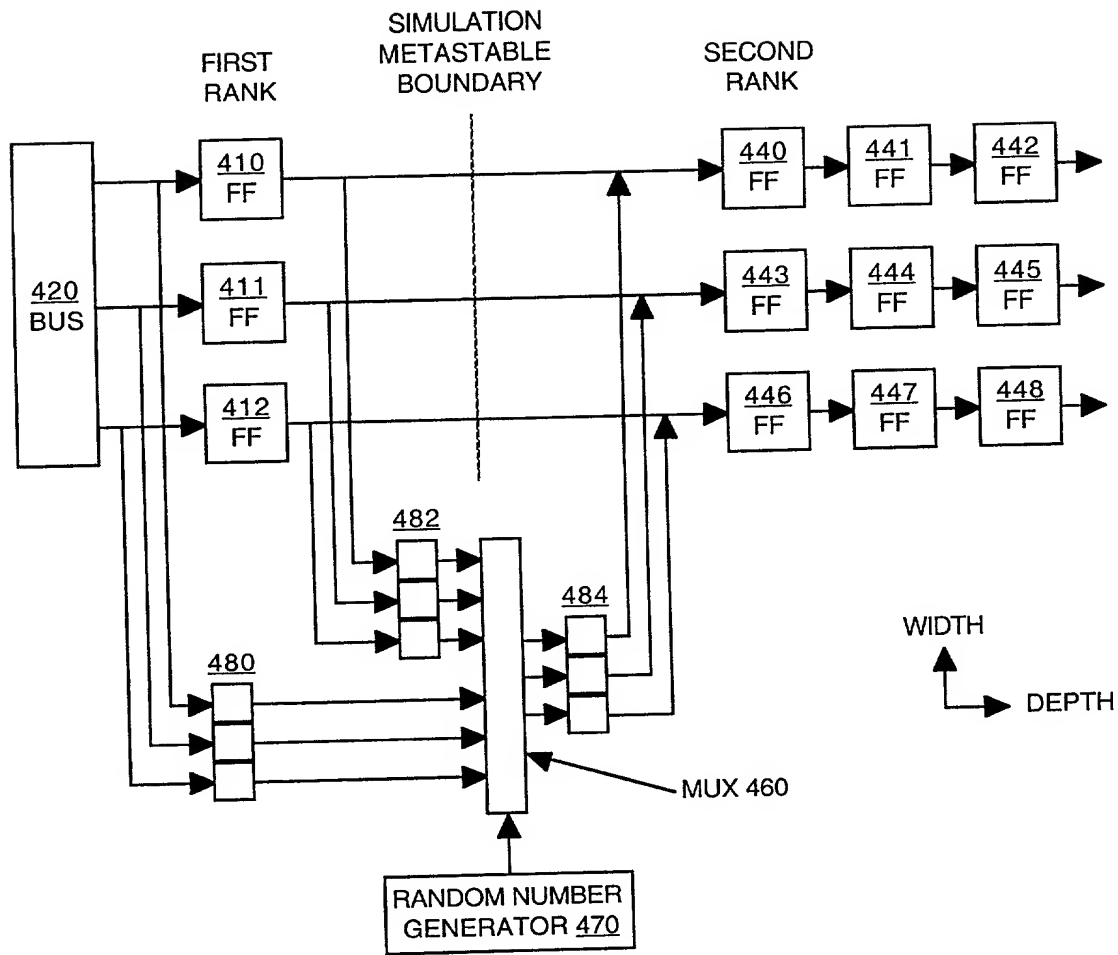 SIMULATION
METASTABLE
BOUNDARY
FIRST
RANK
SECOND
RANK
420
BUS
410
FF
440
FF
441
FF
442
FF
411
FF
443
FF
444
FF
445
FF
412
FF
446
FF
447
FF
448
FF
482
484
480
WIDTH
DEPTH
MUX 460
RANDOM NUMBER
GENERATOR 470